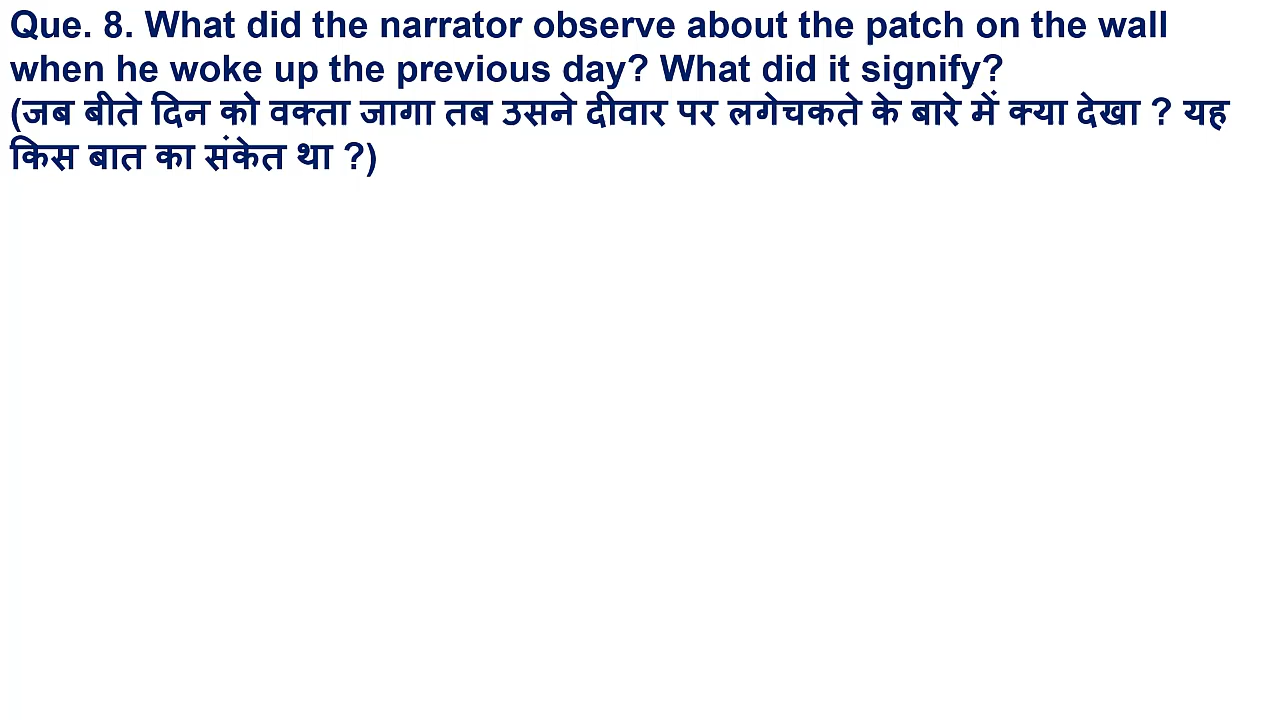 Que. 8. What did the narrator observe about the patch on the wall
when he woke up the previous day? What did it signify?
(जब बीते दिन को वक्ता जागा तब उसने दीवार पर लगेचकते के बारे में क्या देखा ? यह
किस बात का संकेत था ?)